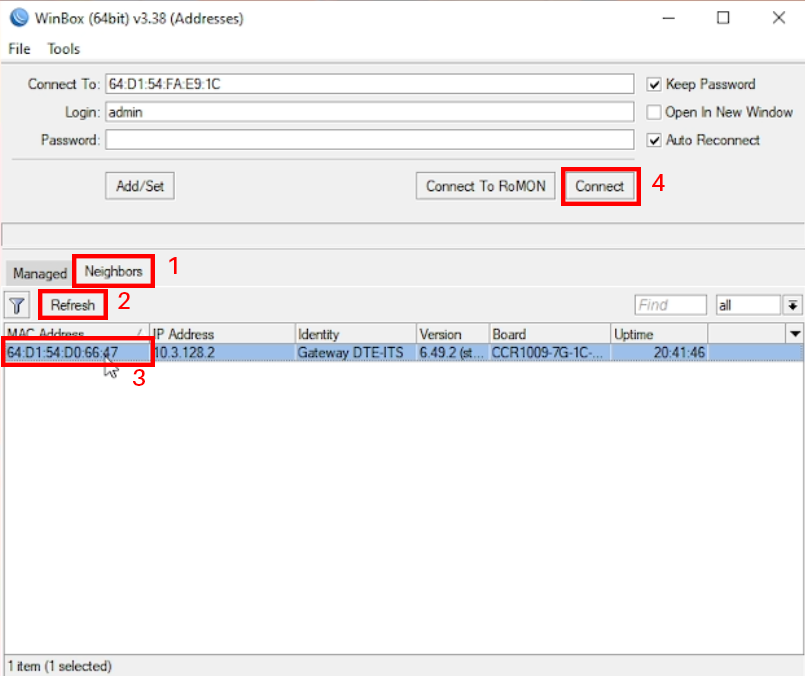 WinBox (64bit) v3.38 (Addresses)
File Tools
Connect To: 64:D1:54:FA:E9:1C
Keep Password
Login: admin
Open In New Window
Password:
Auto Reconnect
Add/Set
Connect To RoMON
Connect
4
Managed
Neighbors
1
Refresh
2
Find
all
MAC Address IP Address Identity Version Board Uptime
64:D1:54:D0:66:47 10.3.128.2 Gateway DTE-ITS 6.49.2 (st... CCR1009-7G-1C-... 20:41:46
3
1 item (1 selected)